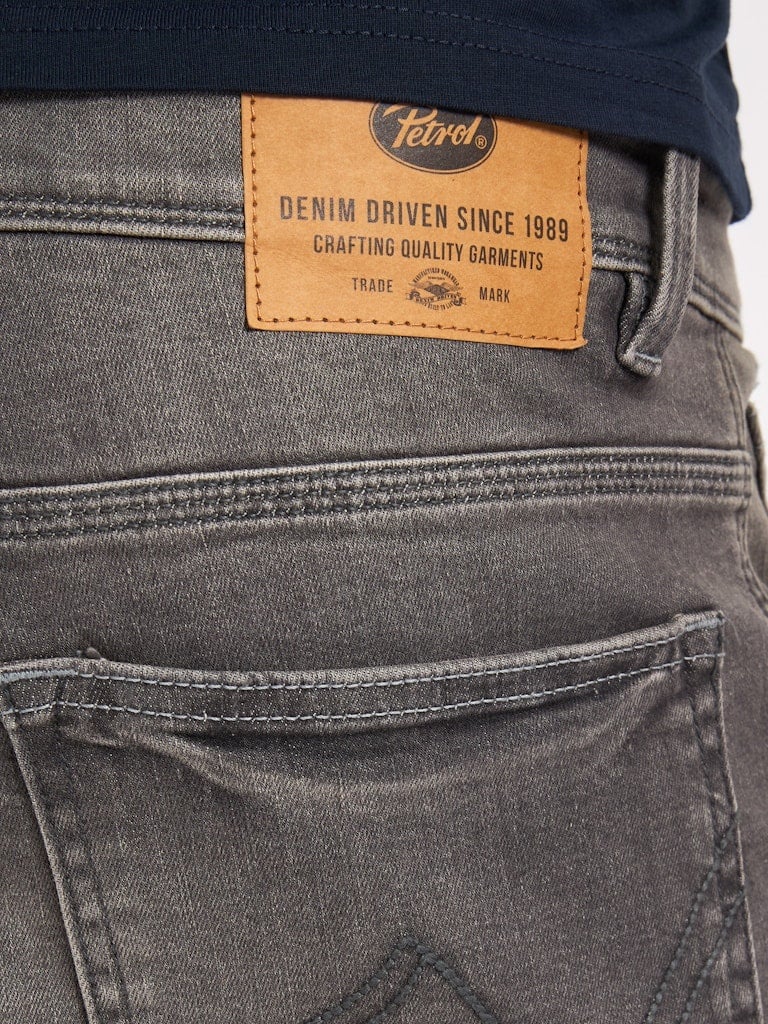 Petrol®
DENIM DRIVEN SINCE 1989
CRAFTING QUALITY GARMENTS
TRADE MARK